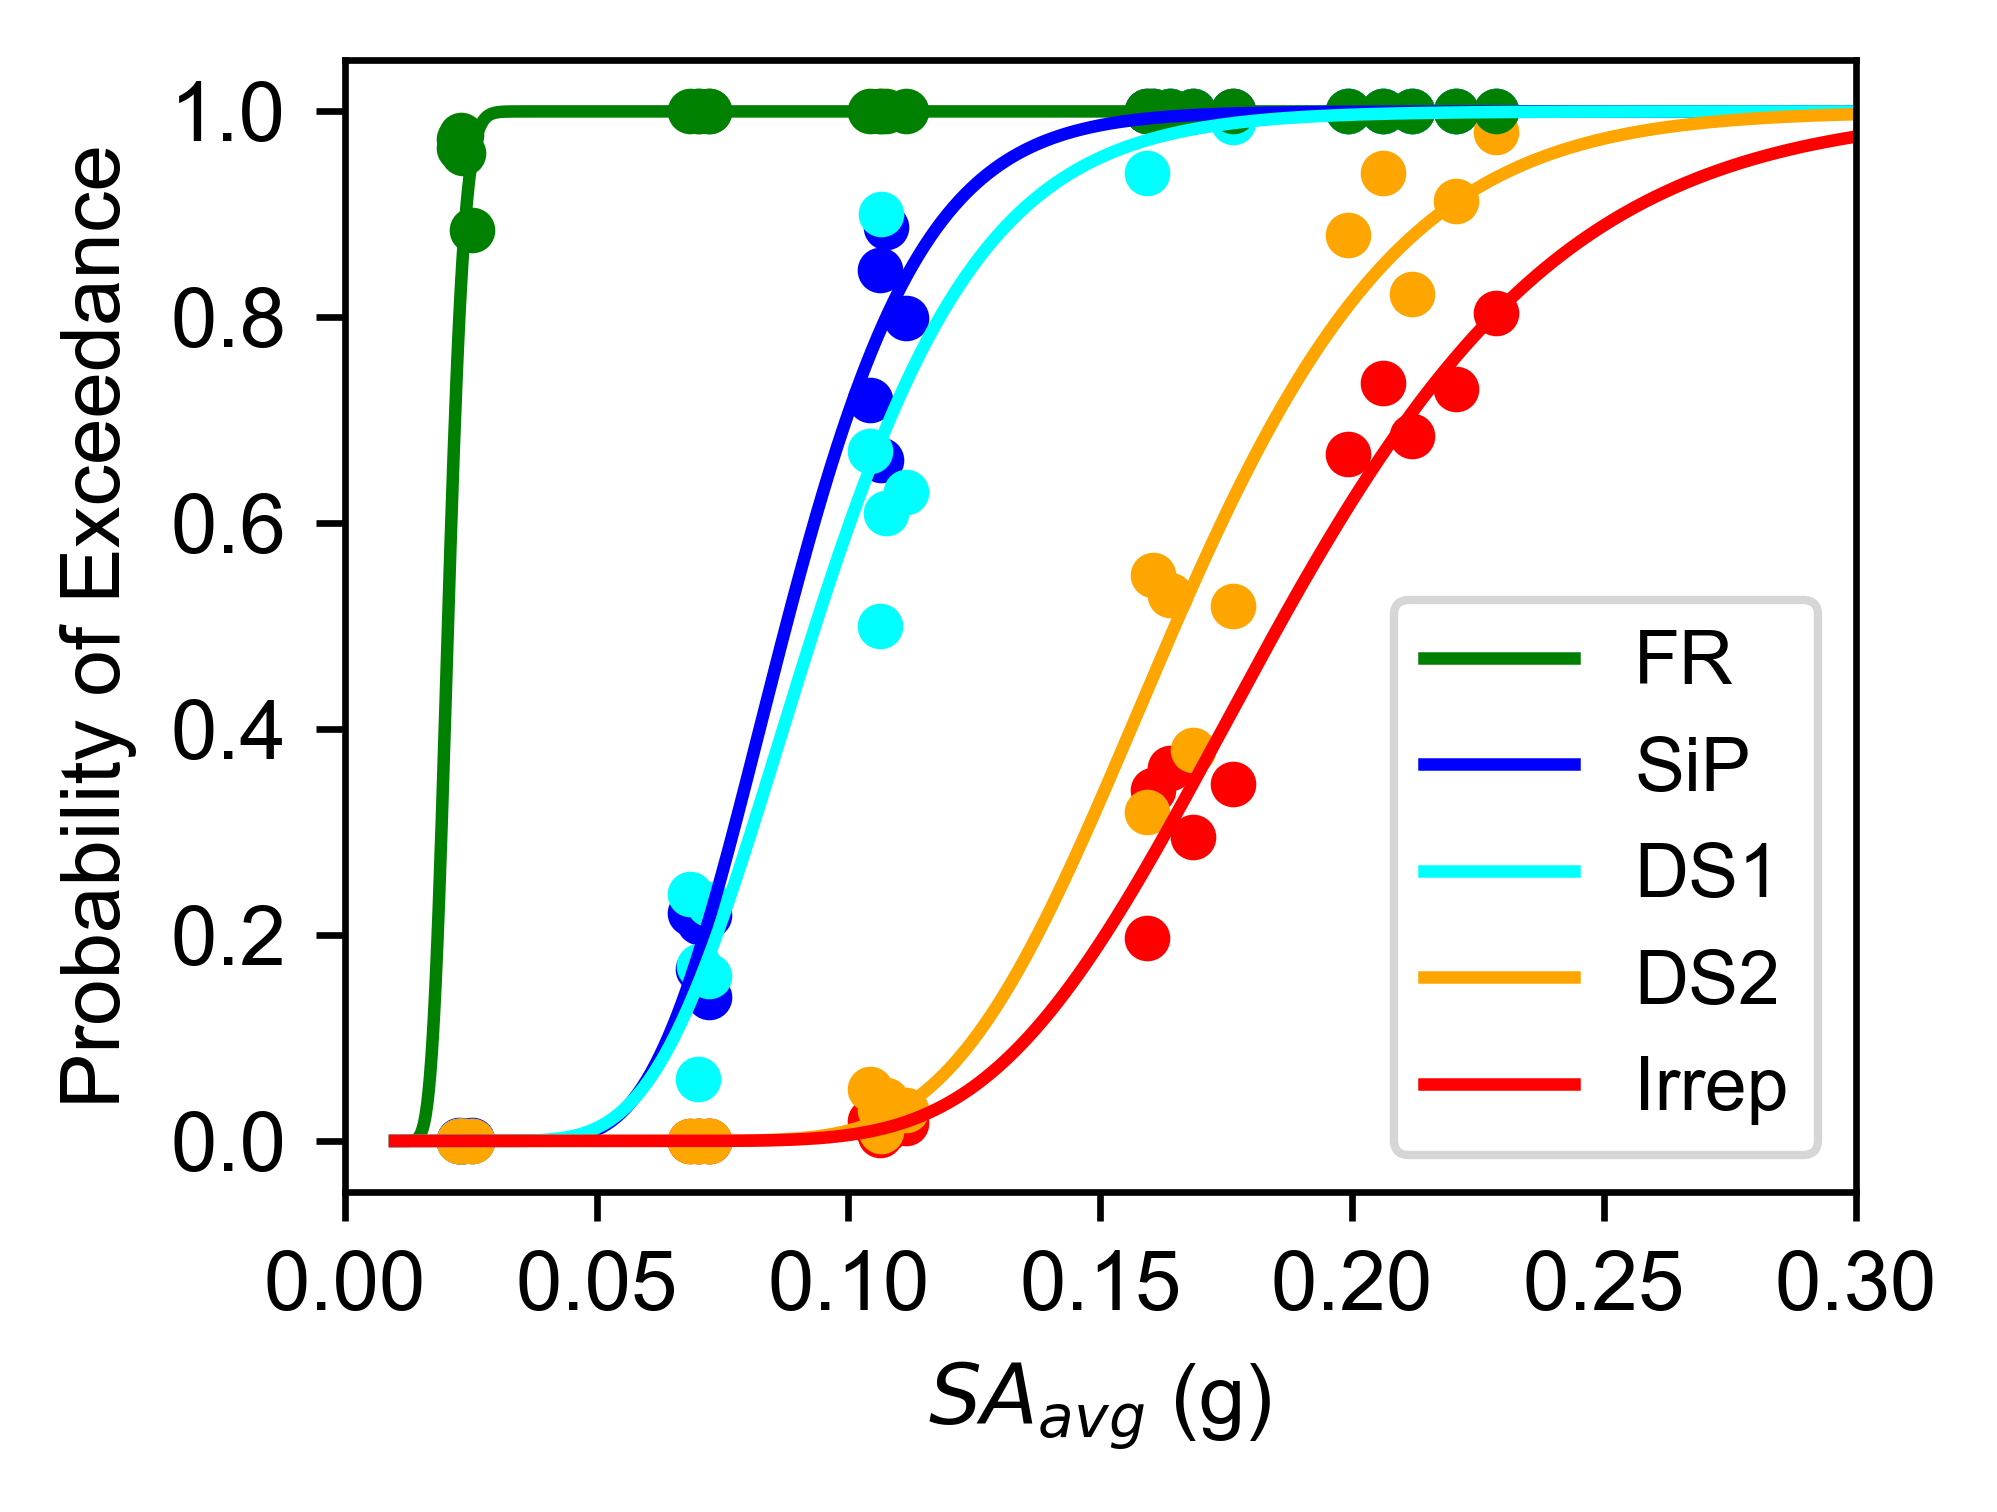 Probability of Exceedance
1.0
0.8
0.6
0.4
0.2
0.0
0.00 0.05 0.10 0.15 0.20 0.25 0.30
SAavg (g)
FR
SiP
DS1
DS2
Irrep